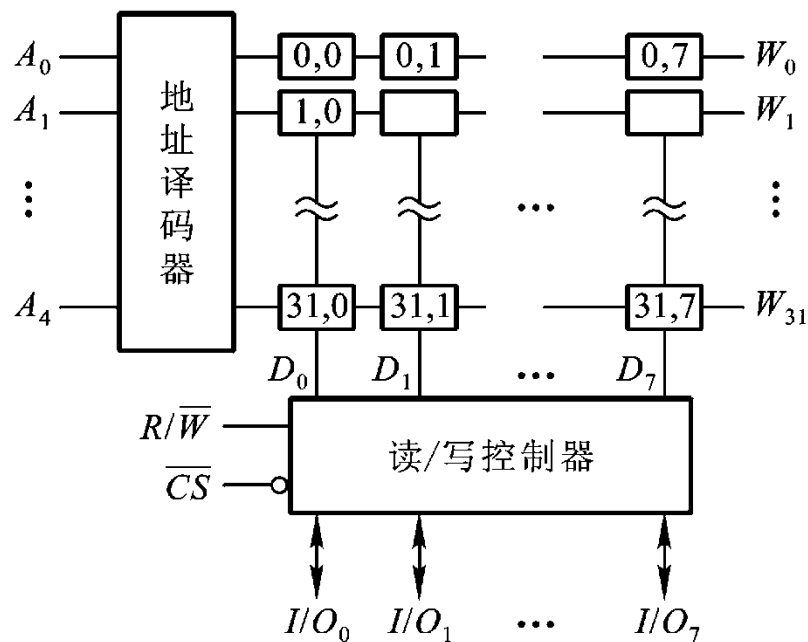 A₀ 0,0 0,1 0,7 W₀
A₁ 1,0 W₁
地址译码器
⋮ ... ⋮
A₄ 31,0 31,1 31,7 W₃₁
D₀ D₁ ... D₇
R/W̅
读/写控制器
C̅S̅
I/O₀ I/O₁ ... I/O₇